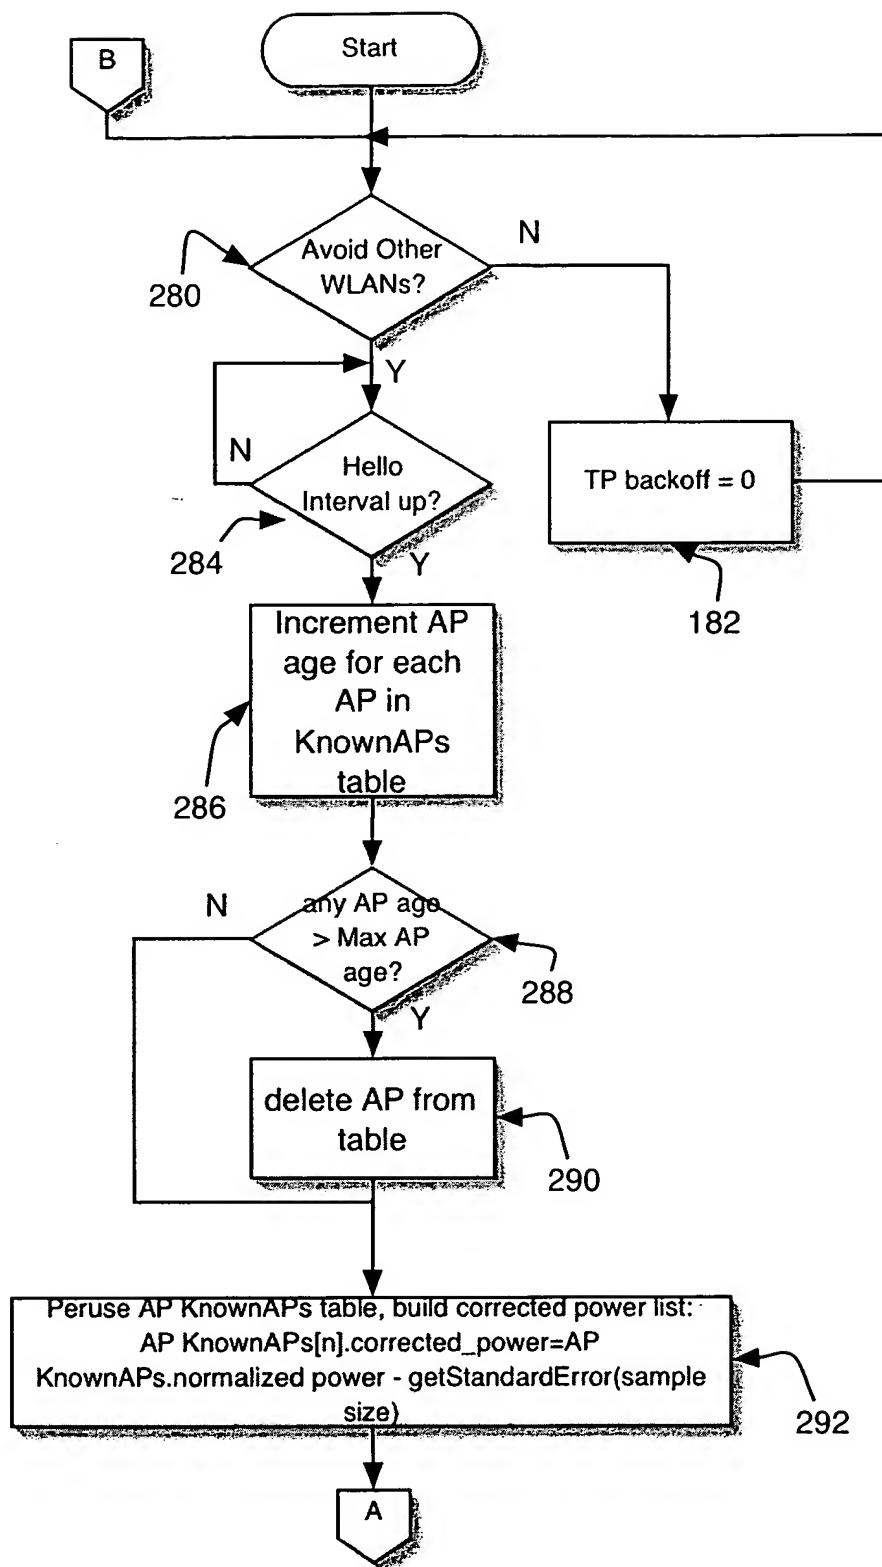 B
Start
Avoid Other
WLANs?
N
280
Y
N
Hello
Interval up?
TP backoff = 0
284
Y
182
Increment AP
age for each
AP in
KnownAPs
table
286
N
any AP age
> Max AP
age?
288
Y
delete AP from
table
290
Peruse AP KnownAPs table, build corrected power list:
AP KnownAPs[n].corrected_power=AP
KnownAPs.normalized power - getStandardError(sample
size)
292
A